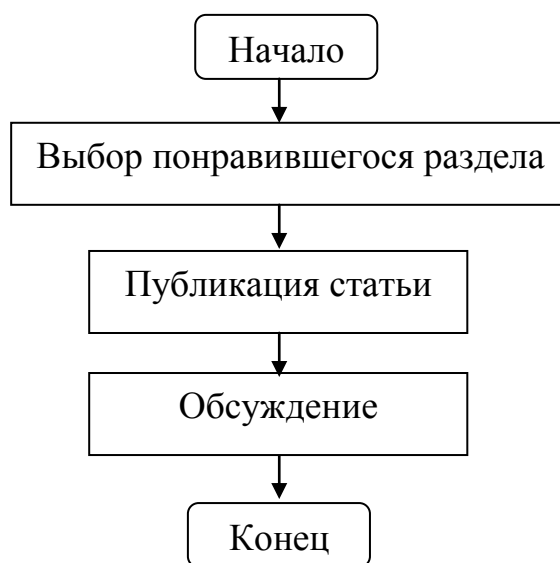 Начало
Выбор понравившегося раздела
Публикация статьи
Обсуждение
Конец